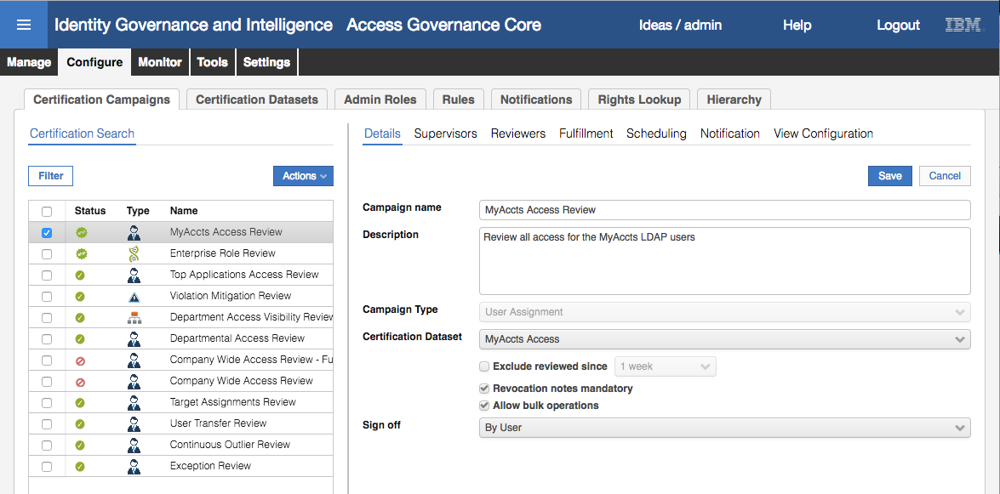 Identity Governance and Intelligence Access Governance Core Ideas / admin Help Logout IBM
Manage Configure Monitor Tools Settings
Certification Campaigns Certification Datasets Admin Roles Rules Notifications Rights Lookup Hierarchy
Certification Search
Filter Actions
Status Type Name
MyAccts Access Review
Enterprise Role Review
Top Applications Access Review
Violation Mitigation Review
Department Access Visibility Review
Departmental Access Review
Company Wide Access Review - Fu
Company Wide Access Review
Target Assignments Review
User Transfer Review
Continuous Outlier Review
Exception Review
Details Supervisors Reviewers Fulfillment Scheduling Notification View Configuration
Save Cancel
Campaign name MyAccts Access Review
Description Review all access for the MyAccts LDAP users
Campaign Type User Assignment
Certification Dataset MyAccts Access
Exclude reviewed since 1 week
Revocation notes mandatory
Allow bulk operations
Sign off By User